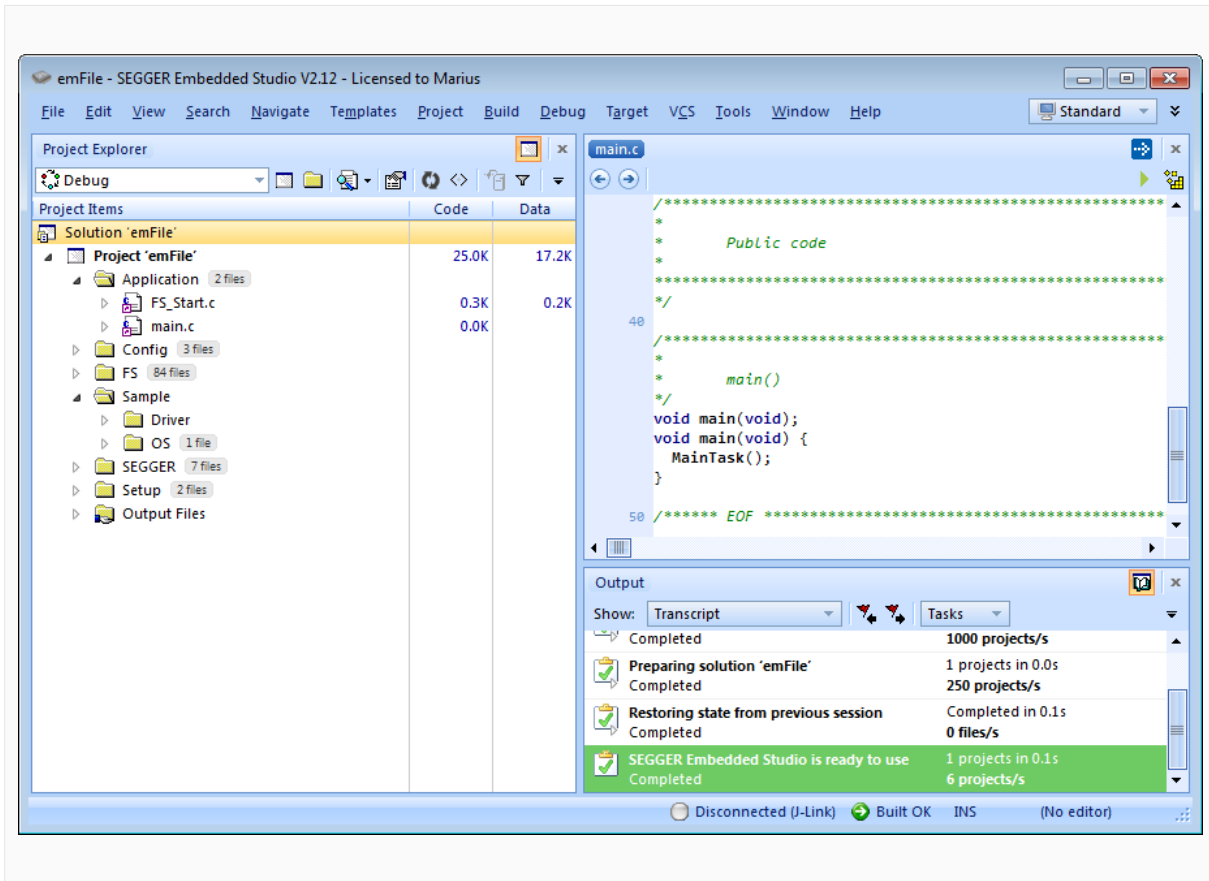 emFile - SEGGER Embedded Studio V2.12 - Licensed to Marius
File Edit View Search Navigate Templates Project Build Debug Target VCS Tools Window Help Standard
Project Explorer
Debug
Project Items Code Data
Solution 'emFile'
Project 'emFile' 25.0K 17.2K
Application 2 files
FS_Start.c 0.3K 0.2K
main.c 0.0K
Config 3 files
FS 84 files
Sample
Driver
OS 1 file
SEGGER 7 files
Setup 2 files
Output Files
main.c
/********************************************************
*
* Public code
*
********************************************************
*/
40
/********************************************************
*
* main()
*/
void main(void);
void main(void) {
MainTask();
}
50 /****** EOF ********************************************
Output
Show: Transcript Tasks
Completed 1000 projects/s
Preparing solution 'emFile' 1 projects in 0.0s
Completed 250 projects/s
Restoring state from previous session Completed in 0.1s
Completed 0 files/s
SEGGER Embedded Studio is ready to use 1 projects in 0.1s
Completed 6 projects/s
Disconnected (J-Link) Built OK INS (No editor)